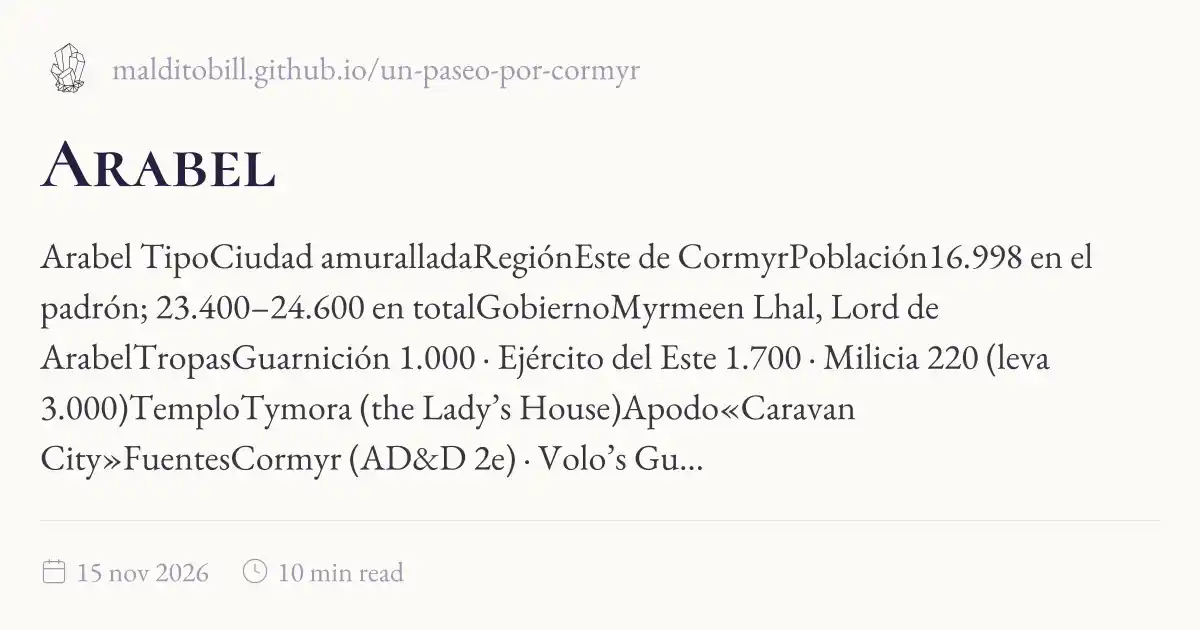 malditobill.github.io/un-paseo-por-cormyr
Arabel
Arabel TipoCiudad amuralladaRegiónEste de CormyrPoblación16.998 en el
padrón; 23.400–24.600 en totalGobiernoMyrmeen Lhal, Lord de
ArabelTropasGuarnición 1.000 · Ejército del Este 1.700 · Milicia 220 (leva
3.000)TemploTymora (the Lady’s House)Apodo«Caravan
City»FuentesCormyr (AD&D 2e) · Volo’s Gu...
15 nov 2026 10 min read